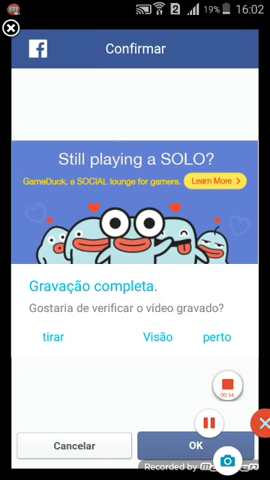 19% 16:02
Confirmar
Still playing a SOLO?
GameDuck, a SOCIAL lounge for gamers. Learn More >
Gravação completa.
Gostaria de verificar o vídeo gravado?
tirar Visão perto
00:14
Cancelar OK
Recorded by